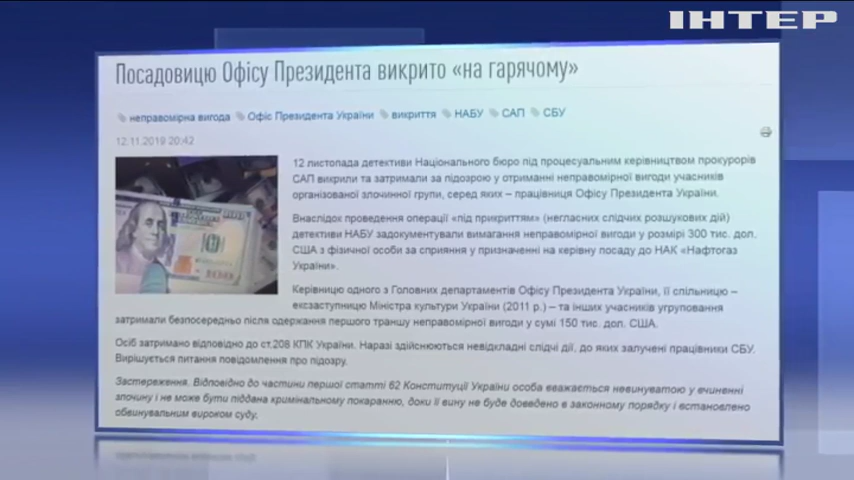 ІНТЕР
Посадовицю Офісу Президента викрито «на гарячому»
неправомірна вигода Офіс Президента України викриття НАБУ САП СБУ
12.11.2019 20:42
12 листопада детективи Національного бюро під процесуальним керівництвом прокурорів
САП викрили та затримали за підозрою у отриманні неправомірної вигоди учасників
організованої злочинної групи, серед яких – працівниця Офісу Президента України.
Внаслідок проведення операції «під прикриттям» (негласних слідчих розшукових дій)
детективи НАБУ задокументували вимагання неправомірної вигоди у розмірі 300 тис. дол.
США з фізичної особи за сприяння у призначенні на керівну посаду до НАК «Нафтогаз
України».
Керівницю одного з Головних департаментів Офісу Президента України, її спільницю –
ексзаступницю Міністра культури України (2011 р.) – та інших учасників угруповання
затримали безпосередньо після одержання першого траншу неправомірної вигоди у сумі 150 тис. дол. США.
Осіб затримано відповідно до ст.208 КПК України. Наразі здійснюються невідкладні слідчі дії, до яких залучені працівники СБУ.
Вирішується питання повідомлення про підозру.
Застереження. Відповідно до частини першої статті 62 Конституції України особа вважається невинуватою у вчиненні
злочину і не може бути піддана кримінальному покаранню, доки її вину не буде доведено в законному порядку і встановлено
обвинувальним вироком суду.